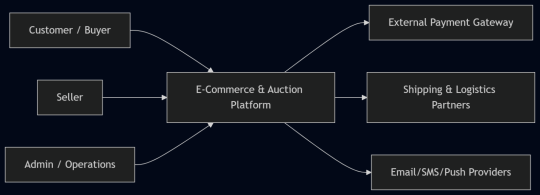 Customer / Buyer
Seller
Admin / Operations
E-Commerce & Auction
Platform
External Payment Gateway
Shipping & Logistics
Partners
Email/SMS/Push Providers